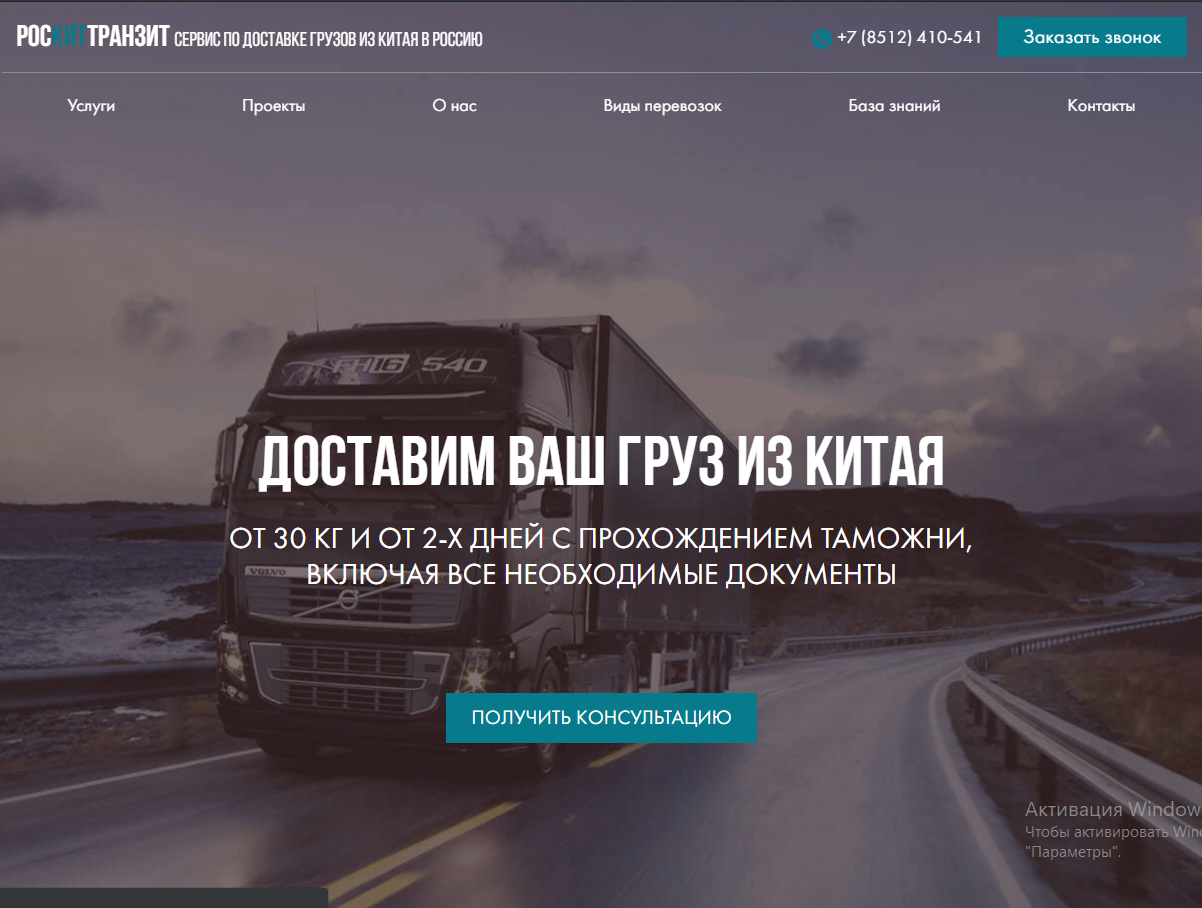 РОСКИТТРАНЗИТ СЕРВИС ПО ДОСТАВКЕ ГРУЗОВ ИЗ КИТАЯ В РОССИЮ
+7 (8512) 410-541
Заказать звонок
Услуги
Проекты
О нас
Виды перевозок
База знаний
Контакты
FH16 540
ДОСТАВИМ ВАШ ГРУЗ ИЗ КИТАЯ
ОТ 30 КГ И ОТ 2-Х ДНЕЙ С ПРОХОЖДЕНИЕМ ТАМОЖНИ,
ВКЛЮЧАЯ ВСЕ НЕОБХОДИМЫЕ ДОКУМЕНТЫ
VOLVO
ПОЛУЧИТЬ КОНСУЛЬТАЦИЮ
Активация Window
Чтобы активировать Win
"Параметры".